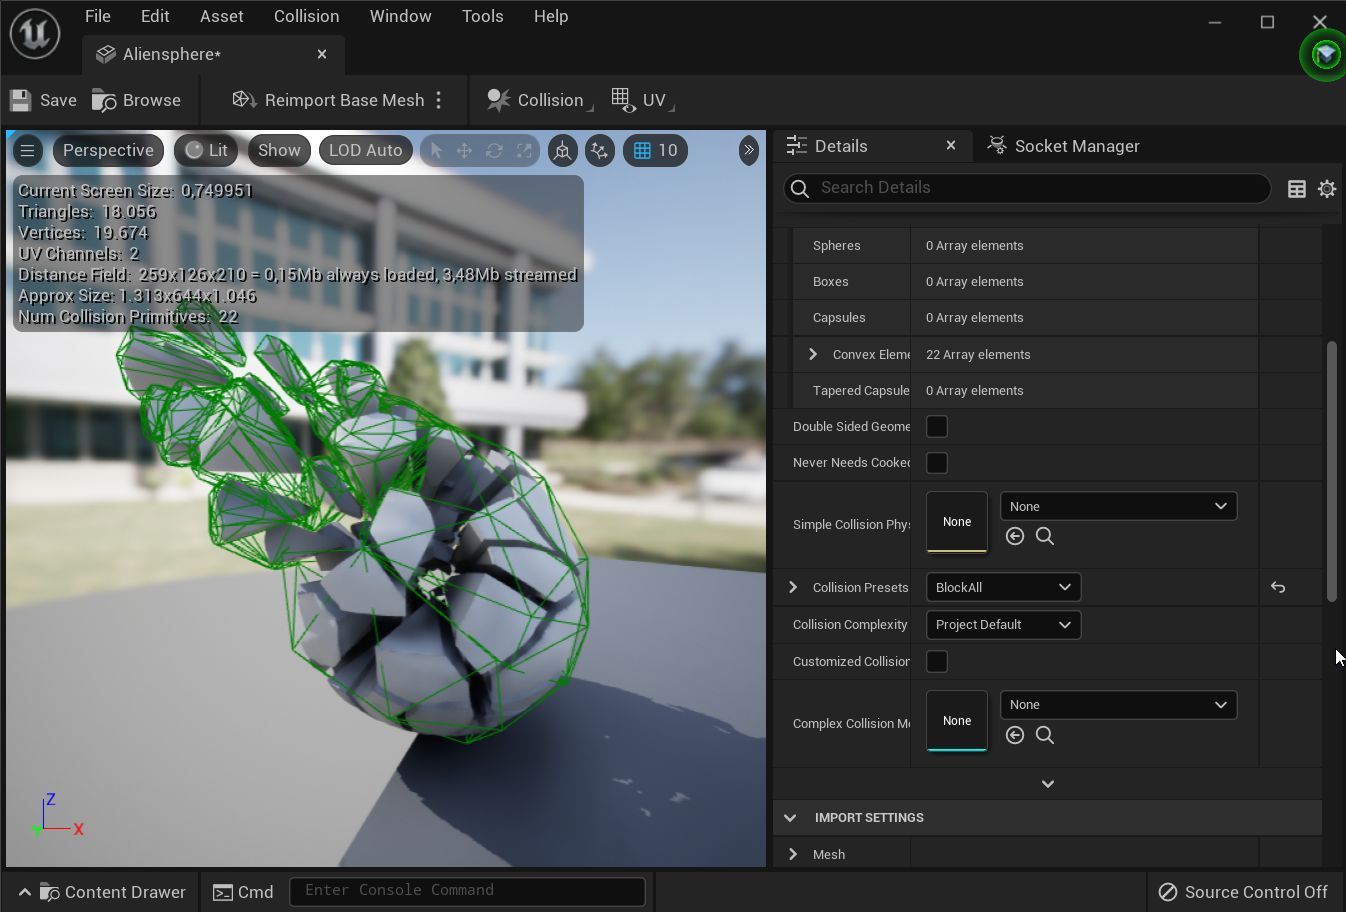 File Edit Asset Collision Window Tools Help
Aliensphere*
Save Browse Reimport Base Mesh Collision UV
Perspective Lit Show LOD Auto 10
Current Screen Size: 0,749951
Triangles: 18.056
Vertices: 19.674
UV Channels: 2
Distance Field: 259x126x210 = 0,15Mb always loaded, 3,48Mb streamed
Approx Size: 1.313x644x1.046
Num Collision Primitives: 22
Z
Y X
Details Socket Manager
Search Details
Spheres 0 Array elements
Boxes 0 Array elements
Capsules 0 Array elements
Convex Eleme 22 Array elements
Tapered Capsule 0 Array elements
Double Sided Geome
Never Needs Cooked
Simple Collision Phys None None
Collision Presets BlockAll
Collision Complexity Project Default
Customized Collision
Complex Collision Me None None
IMPORT SETTINGS
Mesh
Content Drawer Cmd Enter Console Command Source Control Off